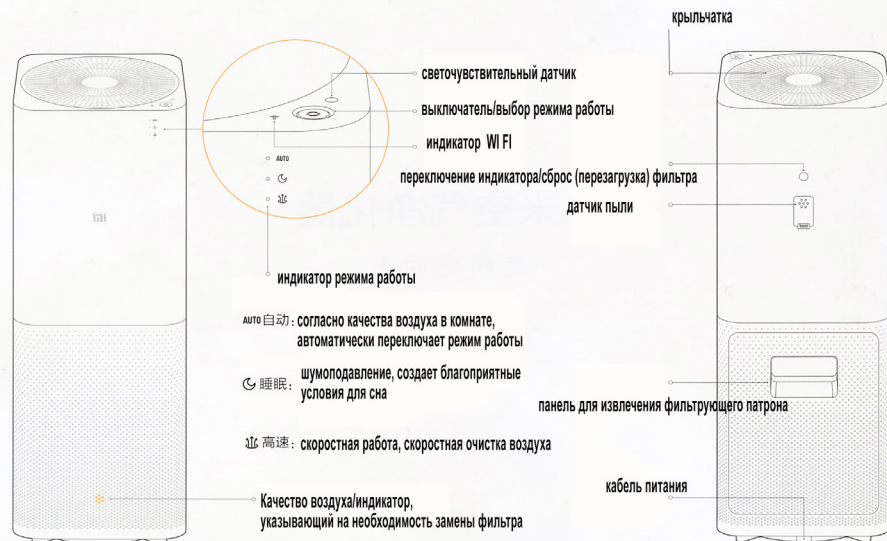 крыльчатка
светочувствительный датчик
выключатель/выбор режима работы
индикатор WI FI
AUTO
переключение индикатора/сброс (перезагрузка) фильтра
датчик пыли
mi
индикатор режима работы
AUTO 自动: согласно качества воздуха в комнате,
автоматически переключает режим работы
睡眠: шумоподавление, создает благоприятные
условия для сна
панель для извлечения фильтрующего патрона
高速: скоростная работа, скоростная очистка воздуха
кабель питания
Качество воздуха/индикатор,
указывающий на необходимость замены фильтра